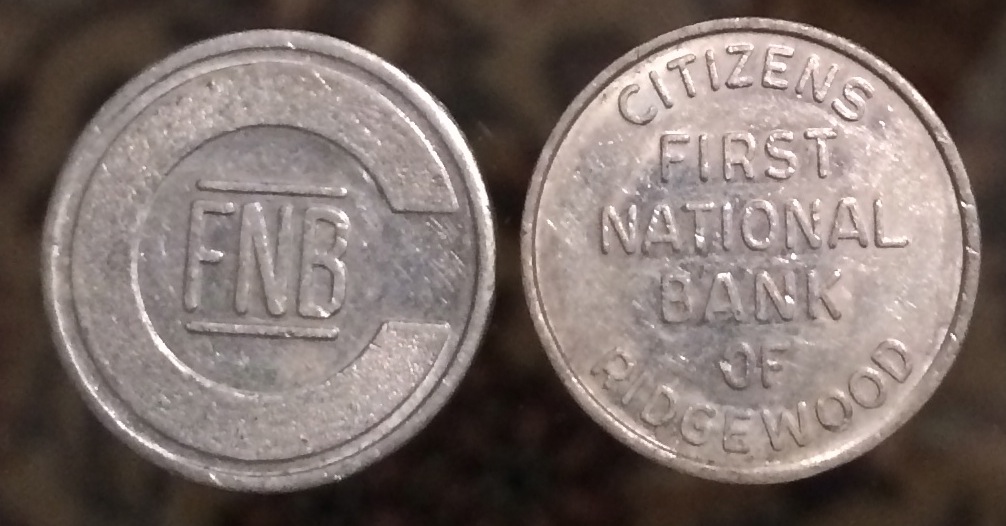 FNB
CITIZENS
FIRST
NATIONAL
BANK
OF
RIDGEWOOD